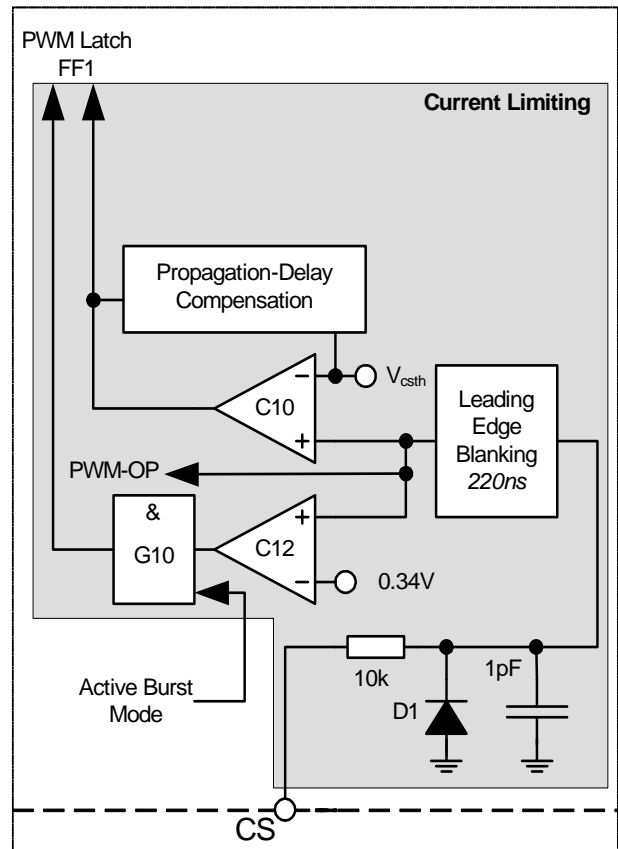 PWM Latch
FF1
Current Limiting
Propagation-Delay
Compensation
Vcsth
C10
Leading
Edge
Blanking
220ns
PWM-OP
&
G10
C12
0.34V
10k
1pF
D1
Active Burst
Mode
CS